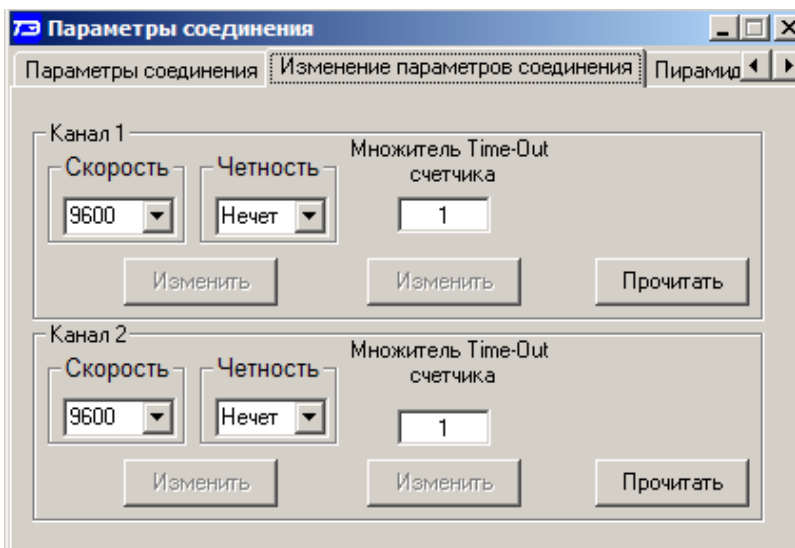 ТЭ Параметры соединения
Параметры соединения Изменение параметров соединения Пирамид
Канал 1
Скорость Четность Множитель Time-Out
счетчика
9600 Нечет 1
Изменить Изменить Прочитать
Канал 2
Скорость Четность Множитель Time-Out
счетчика
9600 Нечет 1
Изменить Изменить Прочитать